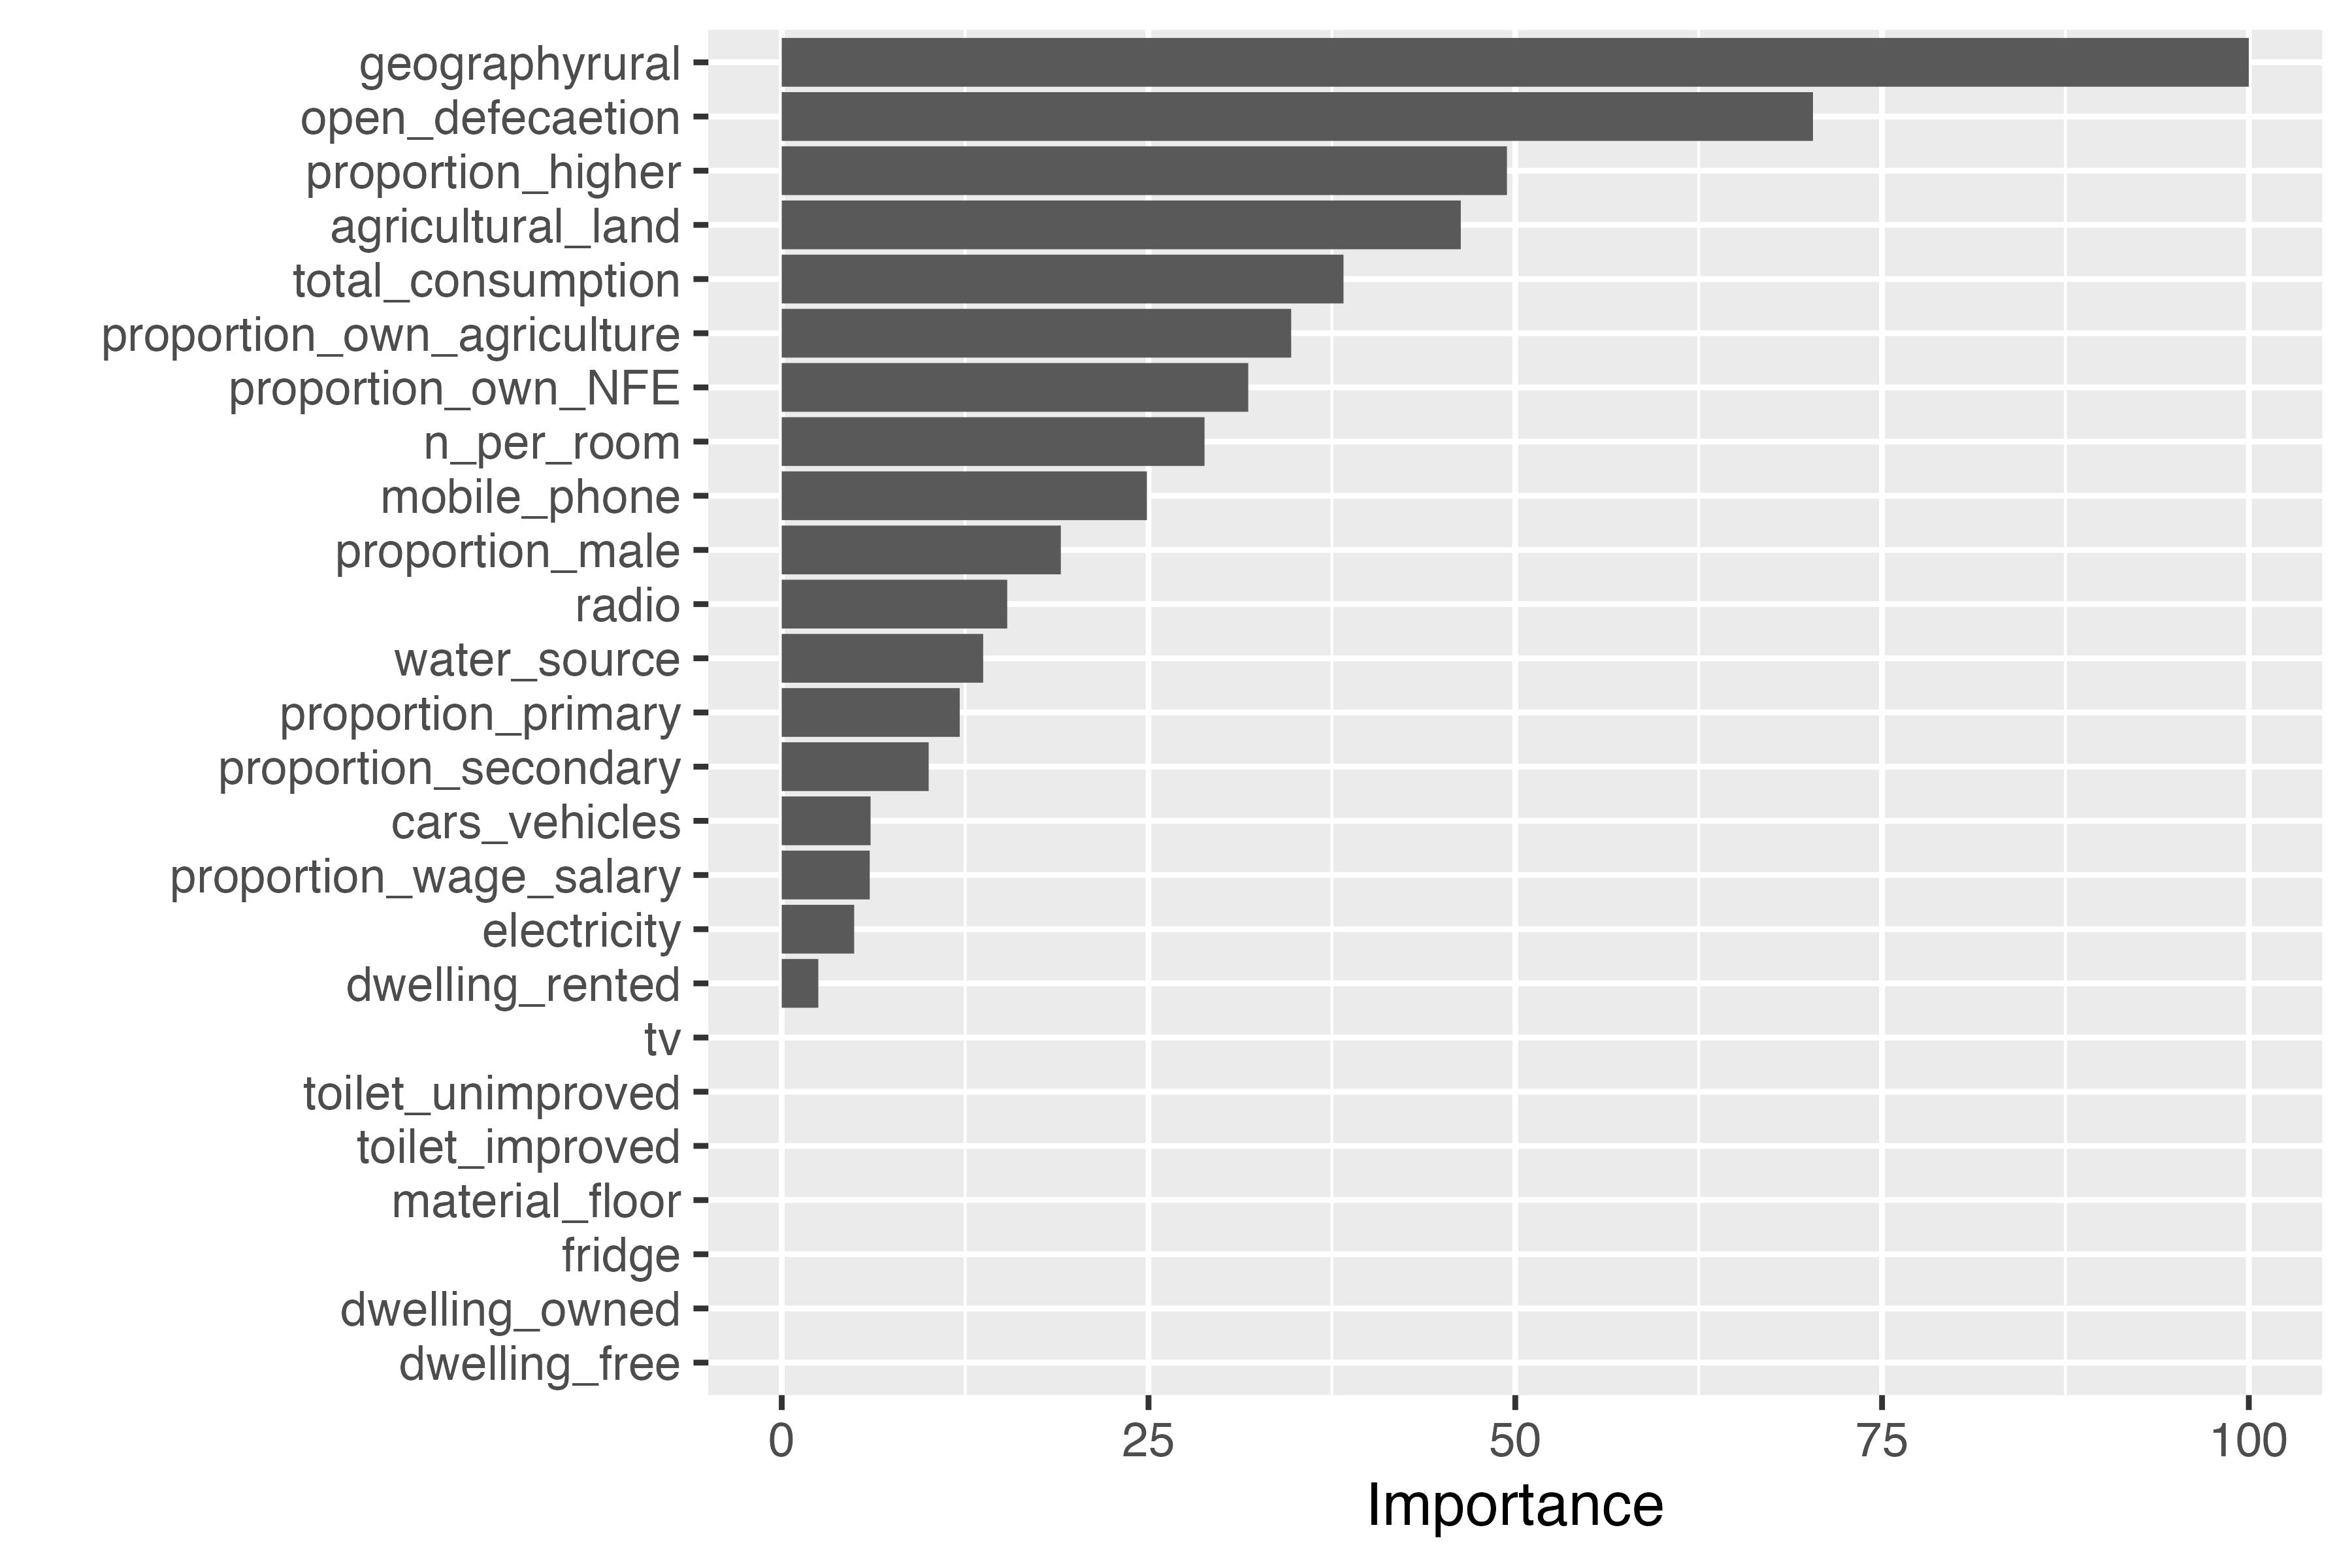 geographyrural
open_defecaetion
proportion_higher
agricultural_land
total_consumption
proportion_own_agriculture
proportion_own_NFE
n_per_room
mobile_phone
proportion_male
radio
water_source
proportion_primary
proportion_secondary
cars_vehicles
proportion_wage_salary
electricity
dwelling_rented
tv
toilet_unimproved
toilet_improved
material_floor
fridge
dwelling_owned
dwelling_free
0 25 50 75 100
Importance